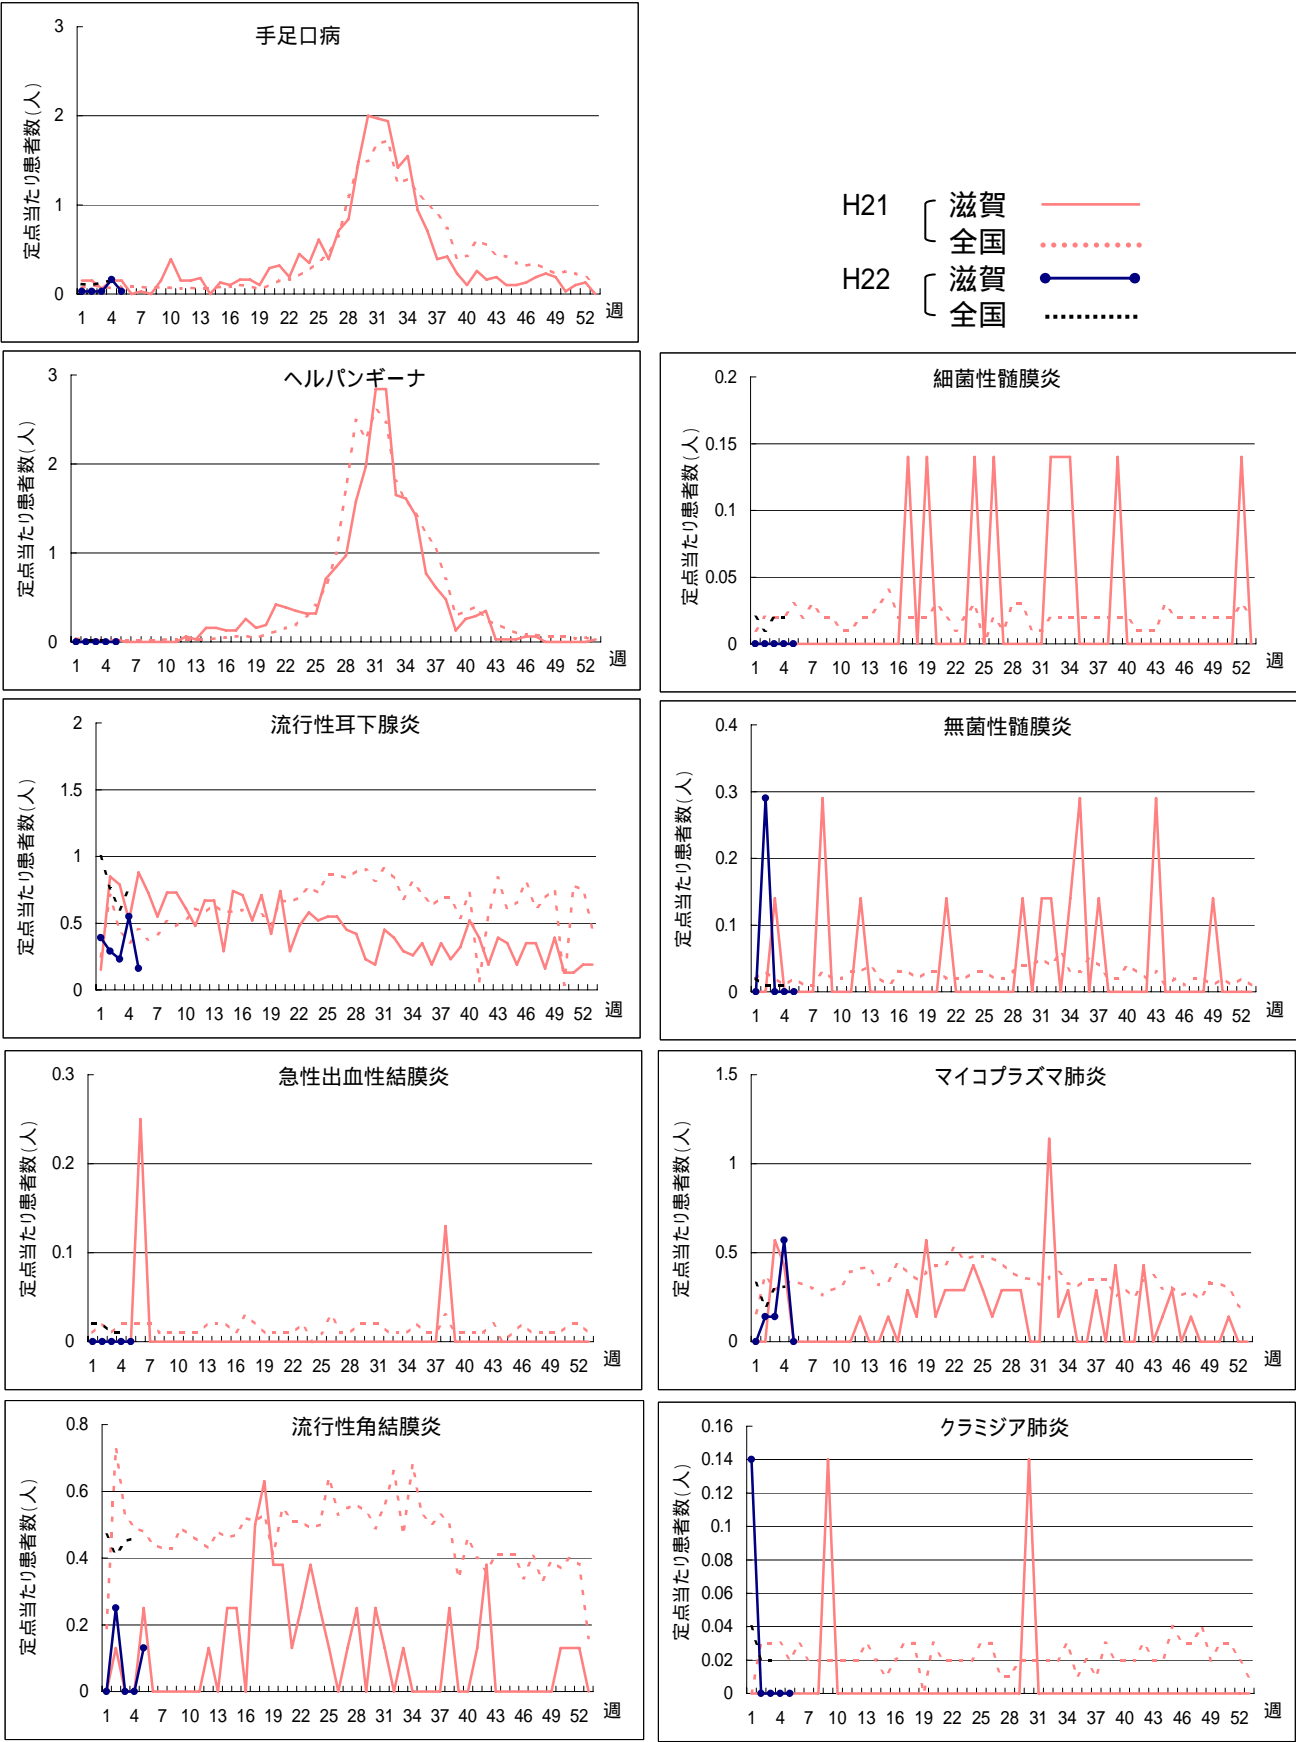 手足口病
定点当たり患者数(人)
3
2
1
0
1 4 7 10 13 16 19 22 25 28 31 34 37 40 43 46 49 52 週
H21 滋賀
全国
H22 滋賀
全国
ヘルパンギーナ
定点当たり患者数(人)
3
2
1
0
1 4 7 10 13 16 19 22 25 28 31 34 37 40 43 46 49 52 週
細菌性髄膜炎
定点当たり患者数(人)
0.2
0.15
0.1
0.05
0
1 4 7 10 13 16 19 22 25 28 31 34 37 40 43 46 49 52 週
流行性耳下腺炎
定点当たり患者数(人)
2
1.5
1
0.5
0
1 4 7 10 13 16 19 22 25 28 31 34 37 40 43 46 49 52 週
無菌性髄膜炎
定点当たり患者数(人)
0.4
0.3
0.2
0.1
0
1 4 7 10 13 16 19 22 25 28 31 34 37 40 43 46 49 52 週
急性出血性結膜炎
定点当たり患者数(人)
0.3
0.2
0.1
0
1 4 7 10 13 16 19 22 25 28 31 34 37 40 43 46 49 52 週
マイコプラズマ肺炎
定点当たり患者数(人)
1.5
1
0.5
0
1 4 7 10 13 16 19 22 25 28 31 34 37 40 43 46 49 52 週
流行性角結膜炎
定点当たり患者数(人)
0.8
0.6
0.4
0.2
0
1 4 7 10 13 16 19 22 25 28 31 34 37 40 43 46 49 52 週
クラミジア肺炎
定点当たり患者数(人)
0.16
0.14
0.12
0.1
0.08
0.06
0.04
0.02
0
1 4 7 10 13 16 19 22 25 28 31 34 37 40 43 46 49 52 週